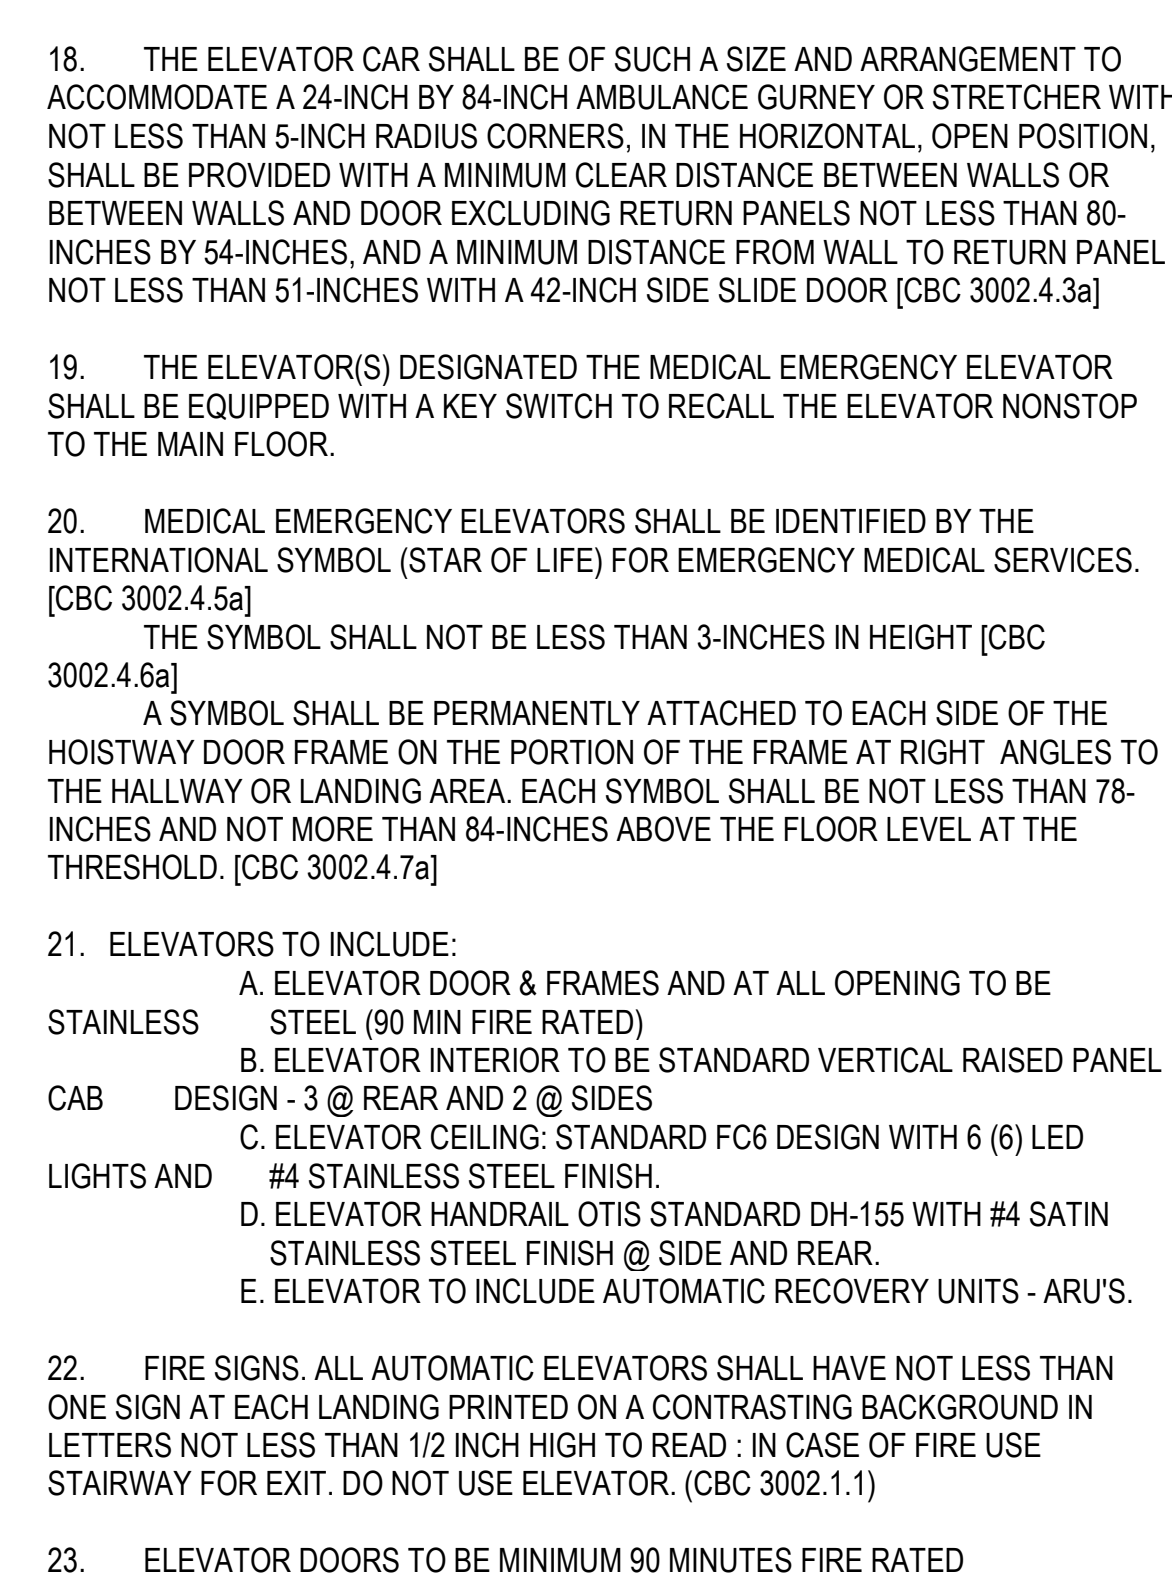 18. THE ELEVATOR CAR SHALL BE OF SUCH A SIZE AND ARRANGEMENT TO
ACCOMMODATE A 24-INCH BY 84-INCH AMBULANCE GURNEY OR STRETCHER WITH
NOT LESS THAN 5-INCH RADIUS CORNERS, IN THE HORIZONTAL, OPEN POSITION,
SHALL BE PROVIDED WITH A MINIMUM CLEAR DISTANCE BETWEEN WALLS OR
BETWEEN WALLS AND DOOR EXCLUDING RETURN PANELS NOT LESS THAN 80-
INCHES BY 54-INCHES, AND A MINIMUM DISTANCE FROM WALL TO RETURN PANEL
NOT LESS THAN 51-INCHES WITH A 42-INCH SIDE SLIDE DOOR [CBC 3002.4.3a]
19. THE ELEVATOR(S) DESIGNATED THE MEDICAL EMERGENCY ELEVATOR
SHALL BE EQUIPPED WITH A KEY SWITCH TO RECALL THE ELEVATOR NONSTOP
TO THE MAIN FLOOR.
20. MEDICAL EMERGENCY ELEVATORS SHALL BE IDENTIFIED BY THE
INTERNATIONAL SYMBOL (STAR OF LIFE) FOR EMERGENCY MEDICAL SERVICES.
[CBC 3002.4.5a]
THE SYMBOL SHALL NOT BE LESS THAN 3-INCHES IN HEIGHT [CBC
3002.4.6a]
A SYMBOL SHALL BE PERMANENTLY ATTACHED TO EACH SIDE OF THE
HOISTWAY DOOR FRAME ON THE PORTION OF THE FRAME AT RIGHT ANGLES TO
THE HALLWAY OR LANDING AREA. EACH SYMBOL SHALL BE NOT LESS THAN 78-
INCHES AND NOT MORE THAN 84-INCHES ABOVE THE FLOOR LEVEL AT THE
THRESHOLD. [CBC 3002.4.7a]
21. ELEVATORS TO INCLUDE:
A. ELEVATOR DOOR & FRAMES AND AT ALL OPENING TO BE
STAINLESS STEEL (90 MIN FIRE RATED)
B. ELEVATOR INTERIOR TO BE STANDARD VERTICAL RAISED PANEL
CAB DESIGN - 3 @ REAR AND 2 @ SIDES
C. ELEVATOR CEILING: STANDARD FC6 DESIGN WITH 6 (6) LED
LIGHTS AND #4 STAINLESS STEEL FINISH.
D. ELEVATOR HANDRAIL OTIS STANDARD DH-155 WITH #4 SATIN
STAINLESS STEEL FINISH @ SIDE AND REAR.
E. ELEVATOR TO INCLUDE AUTOMATIC RECOVERY UNITS - ARU'S.
22. FIRE SIGNS. ALL AUTOMATIC ELEVATORS SHALL HAVE NOT LESS THAN
ONE SIGN AT EACH LANDING PRINTED ON A CONTRASTING BACKGROUND IN
LETTERS NOT LESS THAN 1/2 INCH HIGH TO READ : IN CASE OF FIRE USE
STAIRWAY FOR EXIT. DO NOT USE ELEVATOR. (CBC 3002.1.1)
23. ELEVATOR DOORS TO BE MINIMUM 90 MINUTES FIRE RATED